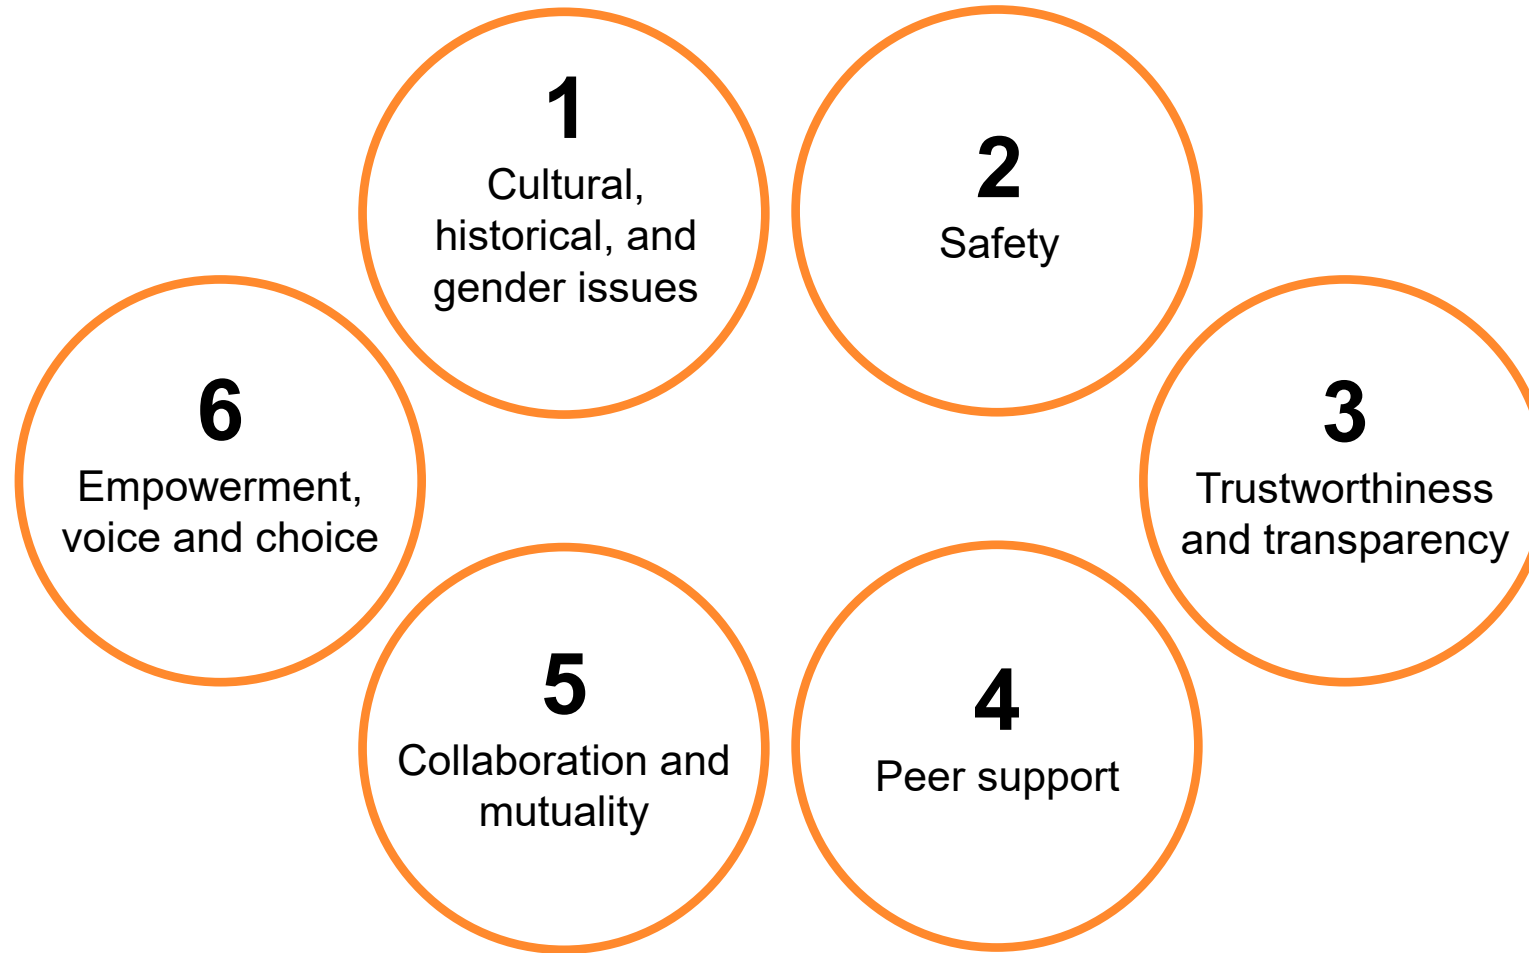 1
Cultural,
historical, and
gender issues
2
Safety
3
Trustworthiness
and transparency
4
Peer support
5
Collaboration and
mutuality
6
Empowerment,
voice and choice